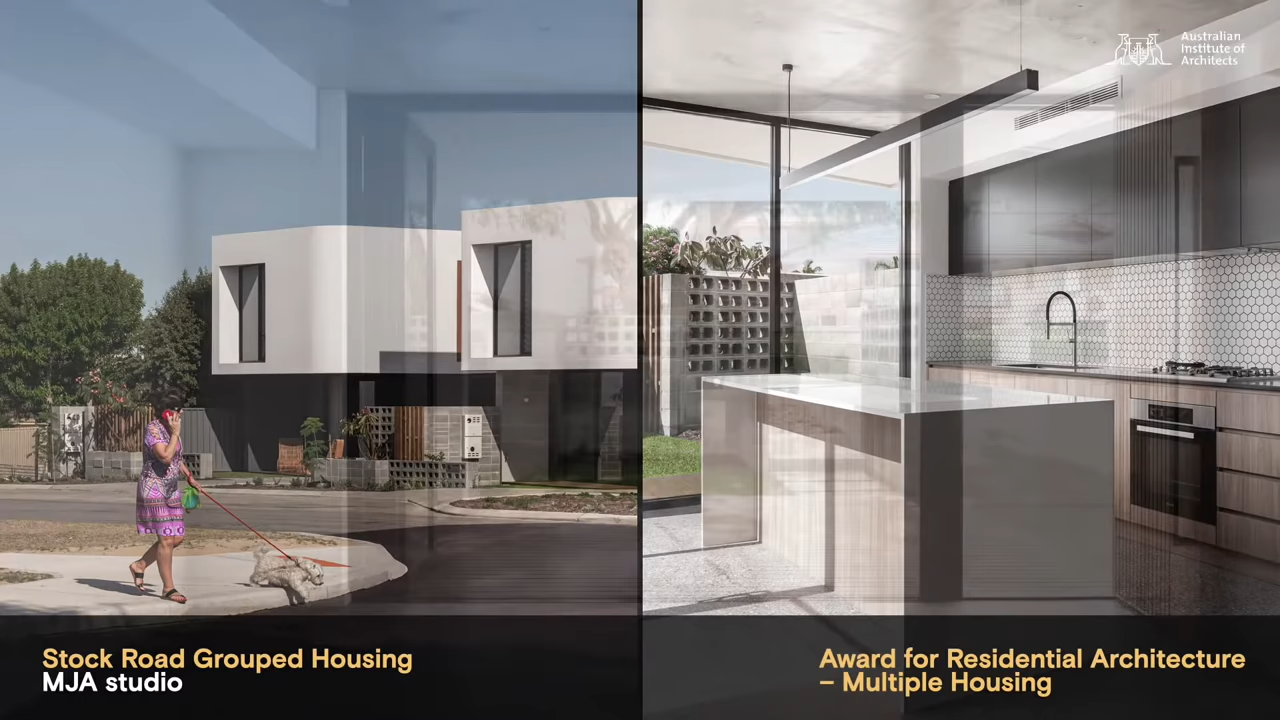 Australian
Institute of
Architects
Stock Road Grouped Housing
MJA studio
Award for Residential Architecture
– Multiple Housing